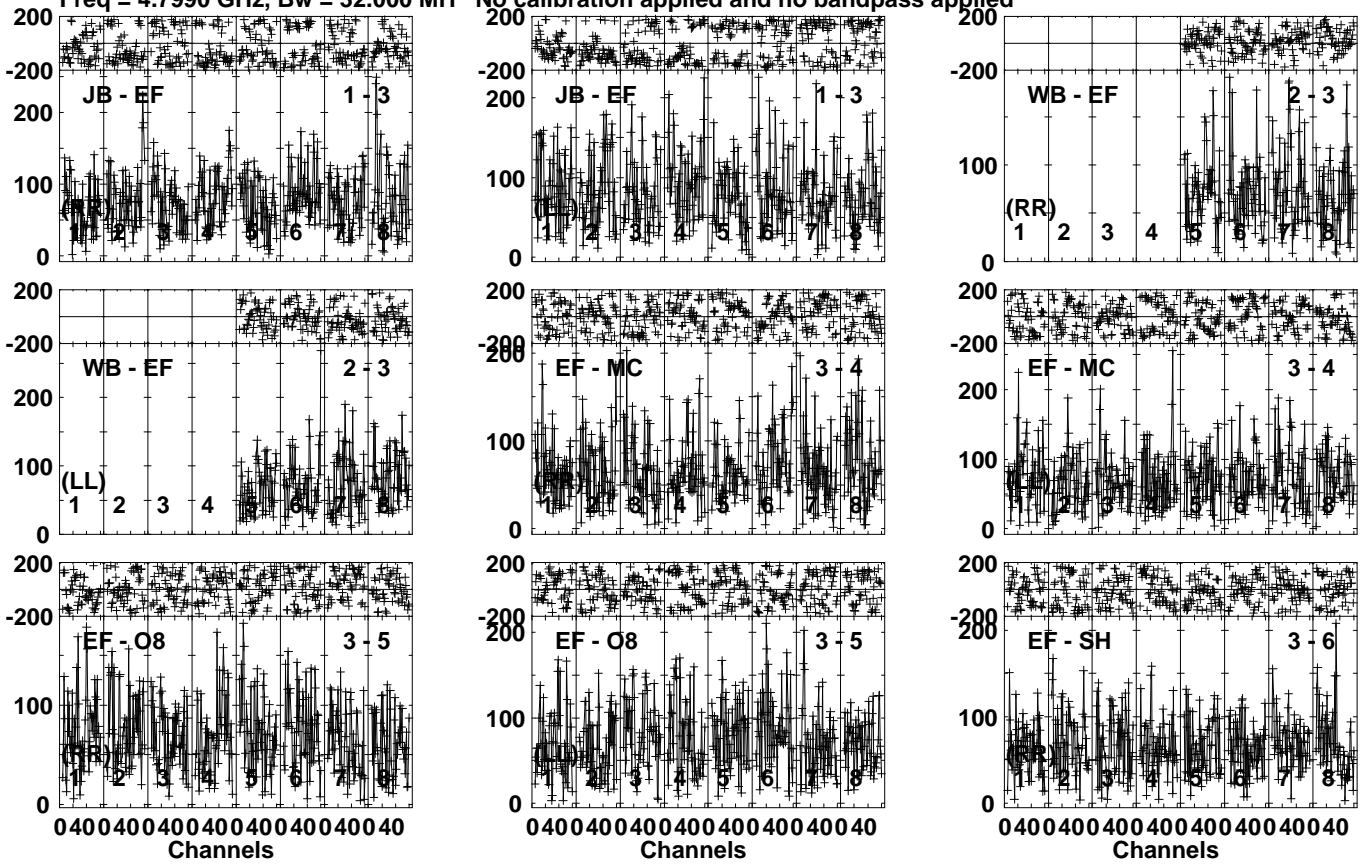 Freq = 4.7990 GHz, Bw = 32.000 MH No calibration applied and no bandpass applied
200 200 200
-200 -200 -200
JB - EF 1 - 3 JB - EF 1 - 3 WB - EF 2 - 3
200 200
100 100 100
(RR) (LL) (RR)
1 2 3 4 5 6 7 8 1 2 3 4 5 6 7 8 1 2 3 4 5 6 7 8
0 0 0
200 200 200
-200 -200 -200
200
WB - EF 2 - 3 EF - MC 3 - 4 EF - MC 3 - 4
200 200
100 100 100
(LL) (RR) (LL)
1 2 3 4 5 6 7 8 1 2 3 4 5 6 7 8 1 2 3 4 5 6 7 8
0 0 0
200 200 200
-200 -200 -200
200 200
EF - O8 3 - 5 EF - O8 3 - 5 EF - SH 3 - 6
100 100 100
(RR) (LL) (RR)
1 2 3 4 5 6 7 8 1 2 3 4 5 6 7 8 1 2 3 4 5 6 7 8
0 0 0
0 40 0 40 0 40 0 40 0 40 0 40 0 40 0 40 0 40 0 40 0 40 0 40 0 40 0 40 0 40 0 40 0 40 0 40 0 40 0 40 0 40 0 40 0 40 0 40
Channels Channels Channels